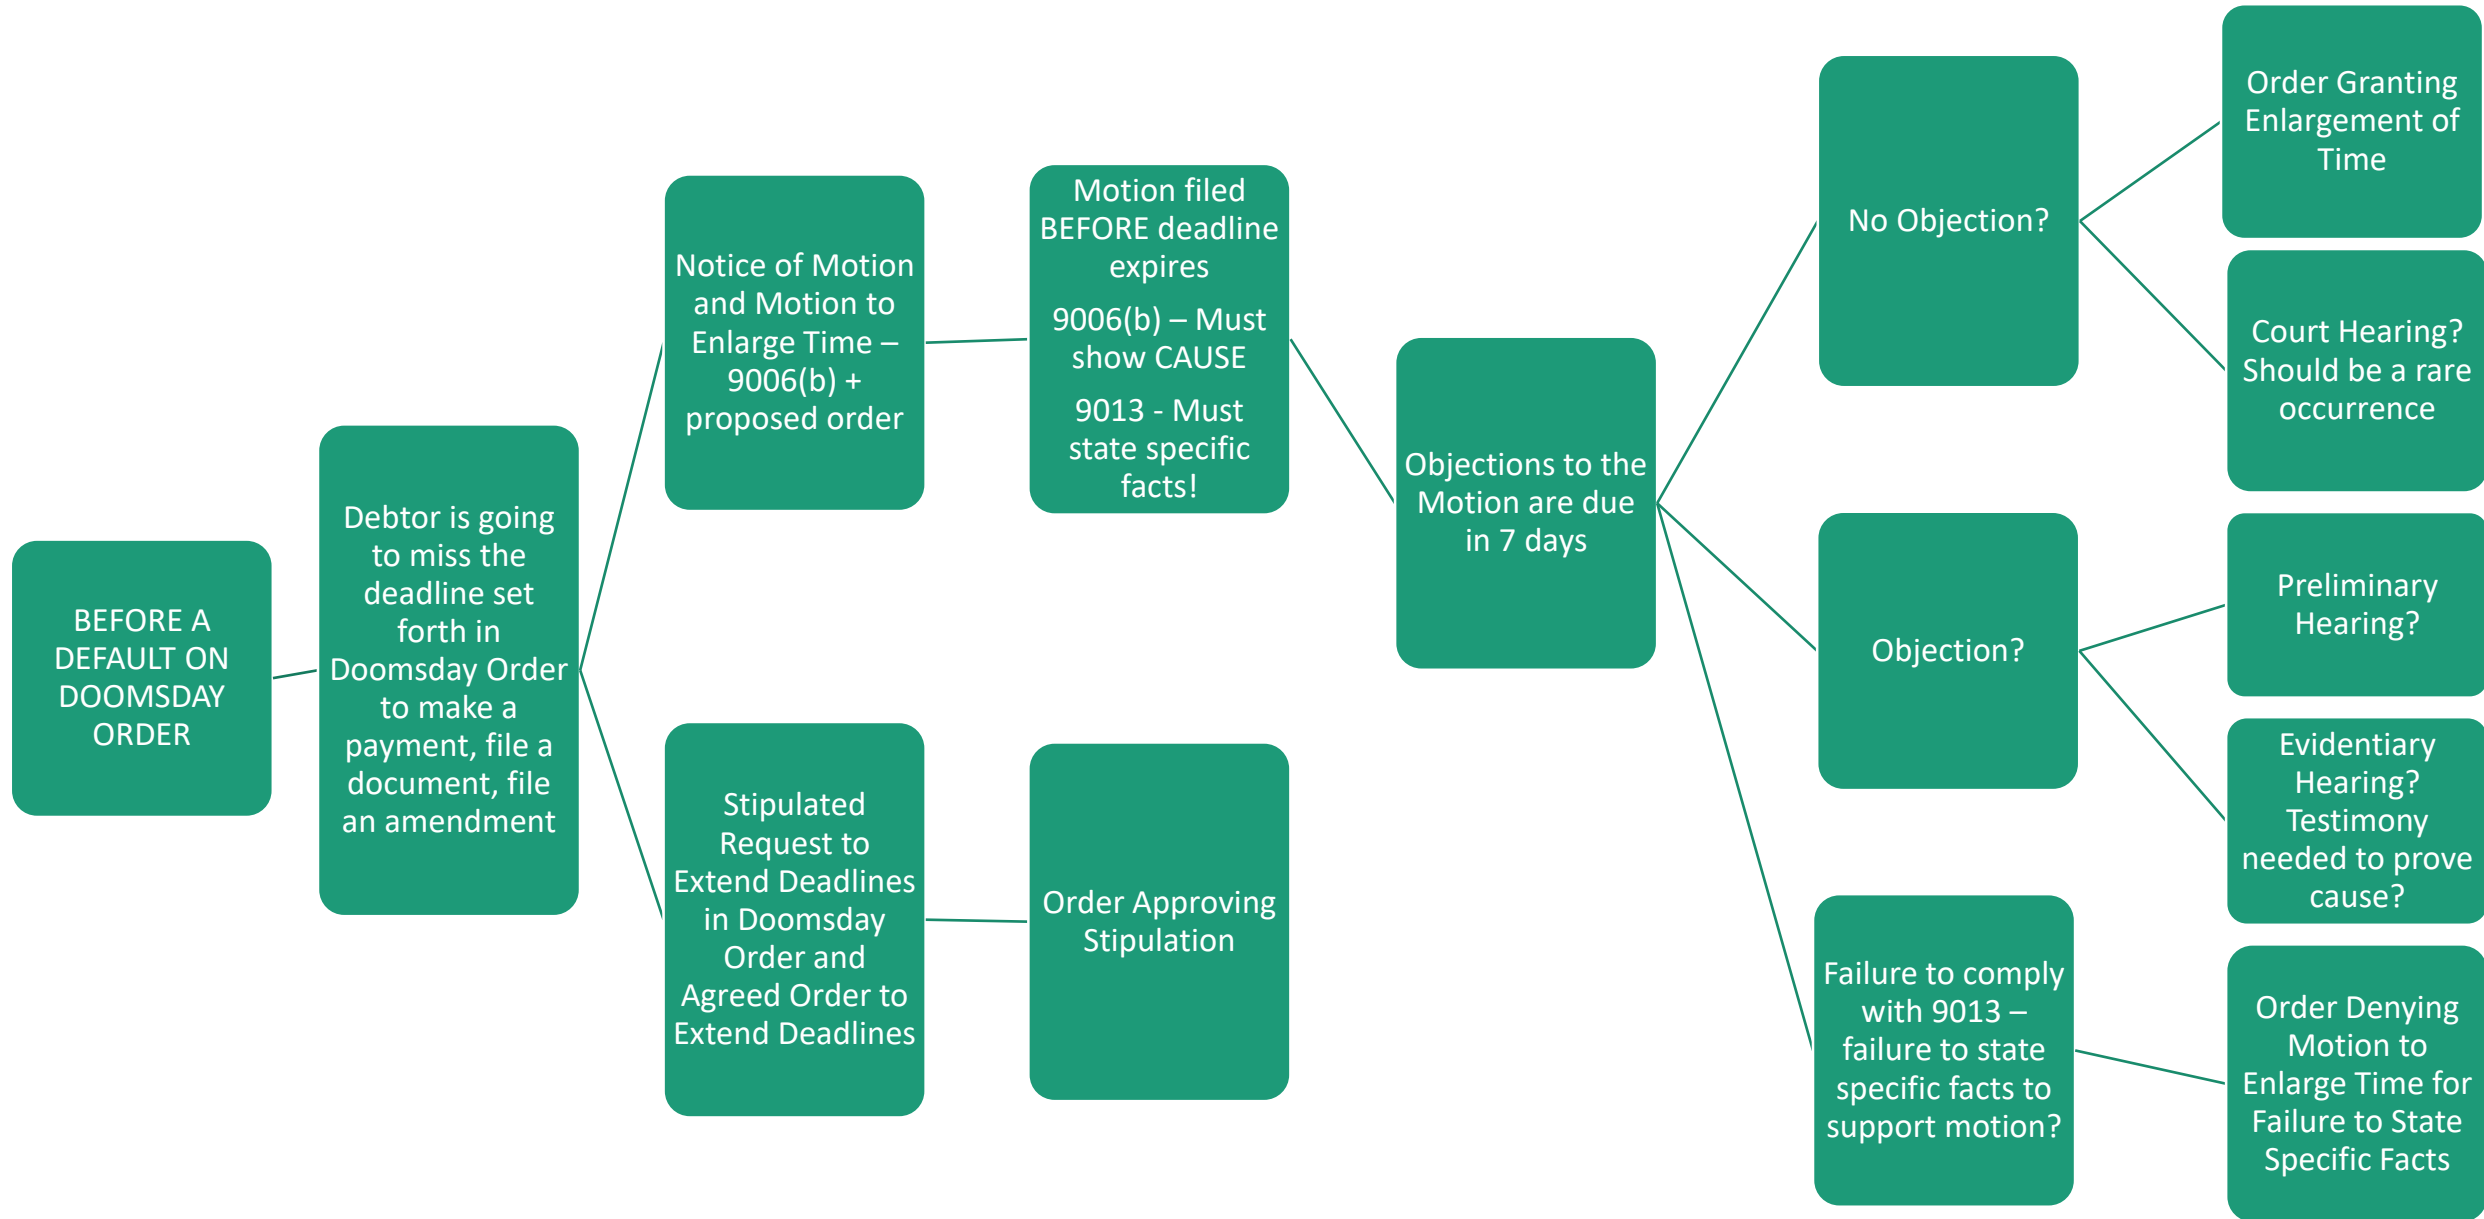 BEFORE A
DEFAULT ON
DOOMSDAY
ORDER
Debtor is going
to miss the
deadline set
forth in
Doomsday Order
to make a
payment, file a
document, file
an amendment
Notice of Motion
and Motion to
Enlarge Time –
9006(b) +
proposed order
Motion filed
BEFORE deadline
expires
9006(b) – Must
show CAUSE
9013 - Must
state specific
facts!
Stipulated
Request to
Extend Deadlines
in Doomsday
Order and
Agreed Order to
Extend Deadlines
Order Approving
Stipulation
Objections to the
Motion are due
in 7 days
No Objection?
Order Granting
Enlargement of
Time
Court Hearing?
Should be a rare
occurrence
Objection?
Preliminary
Hearing?
Evidentiary
Hearing?
Testimony
needed to prove
cause?
Failure to comply
with 9013 –
failure to state
specific facts to
support motion?
Order Denying
Motion to
Enlarge Time for
Failure to State
Specific Facts